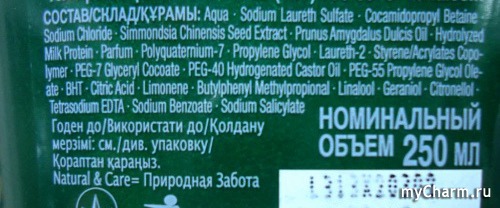 СОСТАВ/СКЛАД/ҚҰРАМЫ: Aqua - Sodium Laureth Sulfate - Cocamidopropyl Betaine
Sodium Chloride - Simmondsia Chinensis Seed Extract - Prunus Amygdalus Dulcis Oil - Hydrolyzed
Milk Protein - Parfum - Polyquaternium-7 - Propylene Glycol - Laureth-2 - Styrene/Acrylates Copo-
lymer - PEG-7 Glyceryl Cocoate - PEG-40 Hydrogenated Castor Oil - PEG-55 Propylene Glycol Ole-
ate - BHT - Citric Acid - Limonene - Butylphenyl Methylpropional - Linalool - Geraniol - Citronellol -
Tetrasodium EDTA - Sodium Benzoate - Sodium Salicylate
Годен до/Використати до/Қолдану
мерзімі: см./див. упаковку/
Қораптан қараңыз.
Natural & Care= Природная Забота
НОМИНАЛЬНЫЙ
ОБЪЕМ 250 МЛ
myCharm.ru